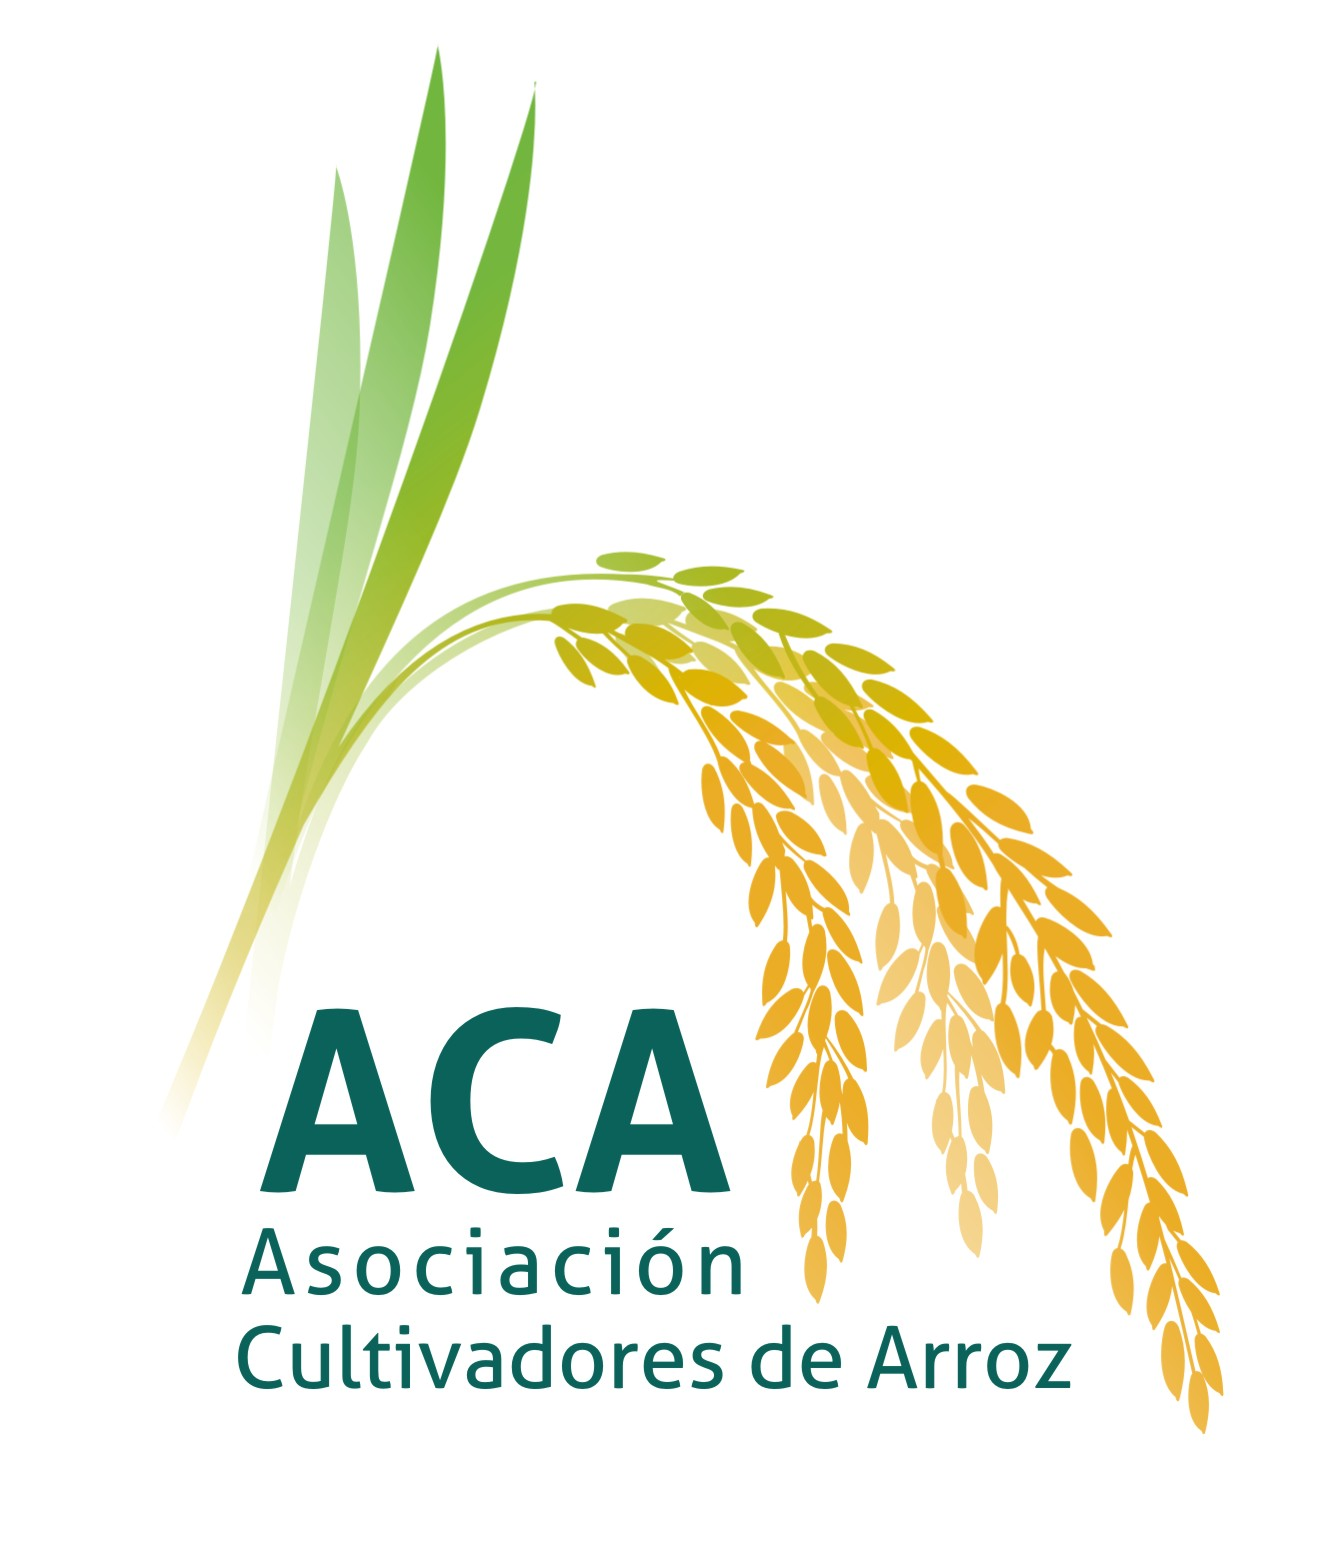 ACA
Asociación
Cultivadores de Arroz